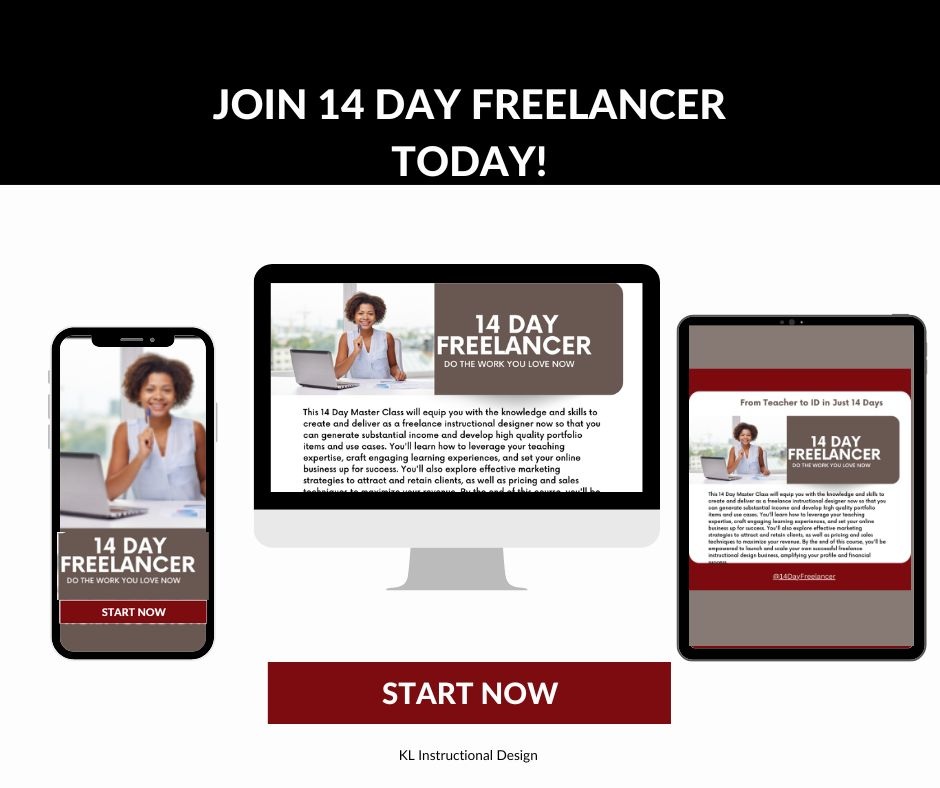 JOIN 14 DAY FREELANCER
TODAY!
14 DAY
FREELANCER
DO THE WORK YOU LOVE NOW
START NOW
14 DAY
FREELANCER
DO THE WORK YOU LOVE NOW
This 14 Day Master Class will equip you with the knowledge and skills to
create and deliver as a freelance instructional designer now so that you
can generate substantial income and develop high quality portfolio
items and use cases. You'll learn how to leverage your teaching
expertise, craft engaging learning experiences, and set your online
business up for success. You'll also explore effective marketing
strategies to attract and retain clients, as well as pricing and sales
techniques to maximize your revenue. By the end of this course, you'll be
From Teacher to ID in Just 14 Days
14 DAY
FREELANCER
DO THE WORK YOU LOVE NOW
This 14 Day Master Class will equip you with the knowledge and skills to
create and deliver as a freelance instructional designer now so that you
can generate substantial income and develop high quality portfolio
items and use cases. You'll learn how to leverage your teaching
expertise, craft engaging learning experiences, and set your online
business up for success. You'll also explore effective marketing
strategies to attract and retain clients, as well as pricing and sales
techniques to maximize your revenue. By the end of this course, you'll be
empowered to launch and scale your own successful freelance
instructional design business, amplifying your profile and financial
@14DayFreelancer
START NOW
KL Instructional Design